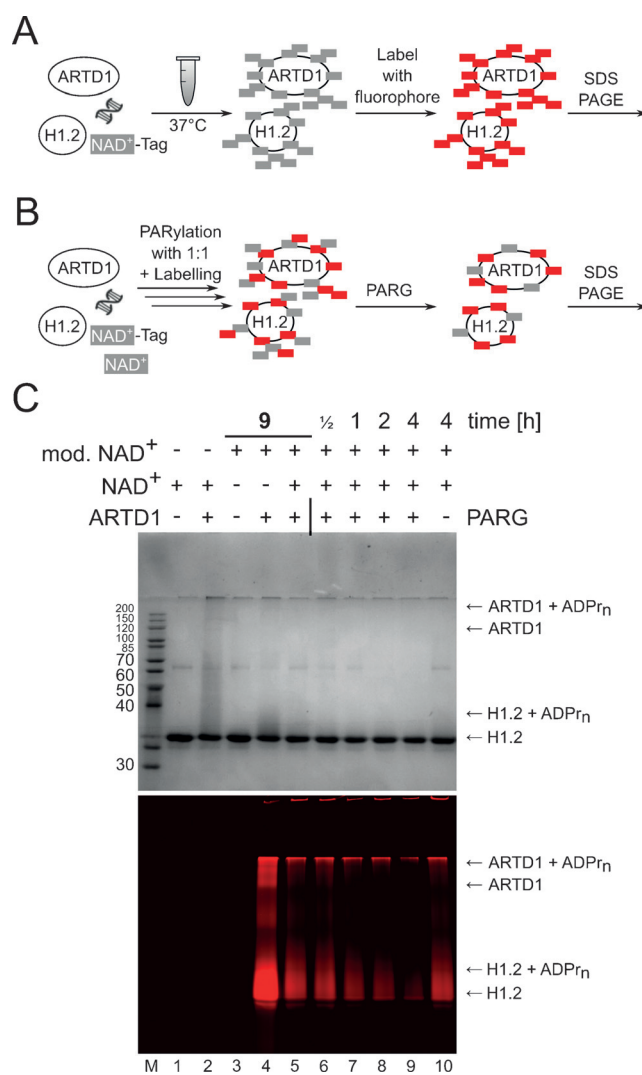 A
ARTD1
H1.2
NAD+-Tag
37°C
ARTD1
H1.2
Label
with
fluorophore
ARTD1
H1.2
SDS
PAGE
B
ARTD1
H1.2
NAD+-Tag
NAD+
PARylation
with 1:1
+ Labelling
ARTD1
H1.2
PARG
ARTD1
H1.2
SDS
PAGE
C
9 ½ 1 2 4 4 time [h]
mod. NAD+ - - + + + + + + + +
NAD+ + + - - + + + + + +
ARTD1 - + - + + + + + + - PARG
200
150
120
100
85
70
60
50
40
30
← ARTD1 + ADPrn
← ARTD1
← H1.2 + ADPrn
← H1.2
← ARTD1 + ADPrn
← ARTD1
← H1.2 + ADPrn
← H1.2
M 1 2 3 4 5 6 7 8 9 10